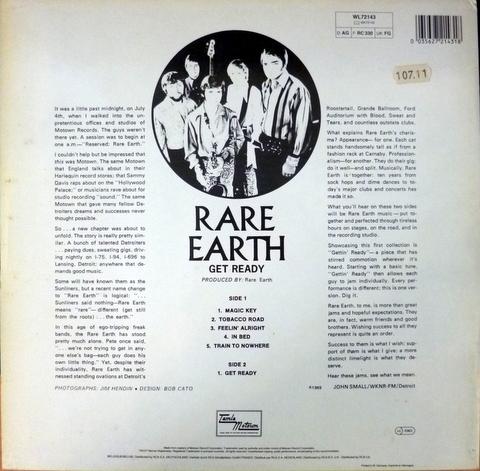 WL72143
D: AG F: RC 330 UK: FG
0 035627 214318
107.11
It was a little past midnight, on July
4th, when I walked into the un-
pretentious offices and studios of
Motown Records. The guys weren't
there yet. A session was to begin at
one a.m.—"Reserved: Rare Earth."
I couldn't help but be impressed that
this was Motown. The same Motown
that England talks about in their
Harlequin record stores; that Sammy
Davis raps about on the "Hollywood
Palace;" or musicians rave about for
studio recording "sound." The same
Motown that gave many fellow De-
troiters dreams and successes never
thought possible.
So . . . a new chapter was about to
unfold. The story is really pretty sim-
ilar. A bunch of talented Detroiters
. . . paying dues, sweating gigs, driv-
ing nightly on I-75, I-94, I-696 to
Lansing, Detroit; anywhere that de-
mands good music.
Some will have known them as the
Sunliners, but a recent name change
to "Rare Earth" is logical: ". . .
Sunliners said nothing—Rare Earth
means "rare"— different (get still
from the roots) . . . the earth."
In this age of ego-tripping freak
bands, the Rare Earth has stood
pretty much alone. Pete once said,
". . . we're not trying to get in any-
one else's bag—each guy does his
own little thing." Yet, despite their
individuality, Rare Earth has wit-
nessed standing ovations at Detroit's
PHOTOGRAPHS: JIM HENDIN • DESIGN: BOB CATO
RARE
EARTH
GET READY
PRODUCED BY: Rare Earth
SIDE 1
1. MAGIC KEY
2. TOBACCO ROAD
3. FEELIN' ALRIGHT
4. IN BED
5. TRAIN TO NOWHERE
SIDE 2
1. GET READY
Roostertail, Grande Ballroom, Ford
Auditorium with Blood, Sweat and
Tears, and countless outstate clubs.
What explains Rare Earth's charis-
ma? Appearance—for one. Each cat
stands handsomely tall as if from a
fashion rack at Carnaby. Profession-
alism—for another. They do their gig;
do it well—and split. Musically, Rare
Earth is together: ten years from
sock hops and dime dances to to-
day's major clubs and concerts has
made it so.
What you'll hear on these two sides
will be Rare Earth music—put to-
gether and perfected through tireless
hours on stages, on the road, and in
the recording studio.
Showcasing this first collection is
"Gettin' Ready"—a piece that has
stirred commotion wherever it's
heard. Starting with a basic tune,
"Gettin' Ready" then allows each
guy to jam individually. Every per-
formance is different; this is one ver-
sion. Dig it.
Rare Earth, to me, is more than great
jams and hopeful expectations. They
are, in fact, warm friends and good
brothers. Wishing success to all they
represent is quite an order.
Success to them is what I wish; sup-
port of them is what I give; a more
distinct limelight is what they de-
serve.
Hear these jams, see what we mean.
JOHN SMALL/WKNR-FM/Detroit
Tamla
Motown